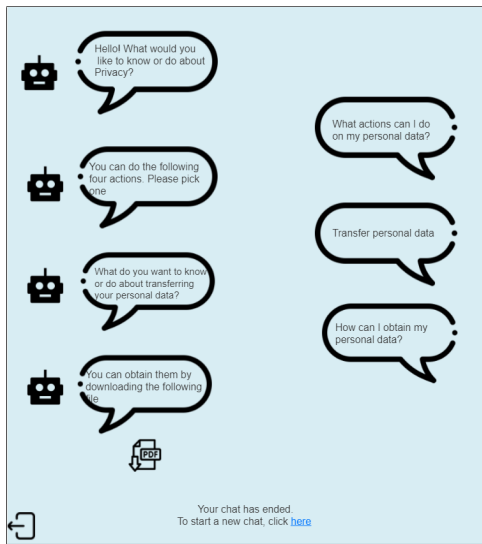 Hello! What would you
like to know or do about
Privacy?
What actions can I do
on my personal data?
You can do the following
four actions. Please pick
one
Transfer personal data
What do you want to know
or do about transferring
your personal data?
How can I obtain my
personal data?
You can obtain them by
downloading the following
file
PDF
Your chat has ended.
To start a new chat, click here